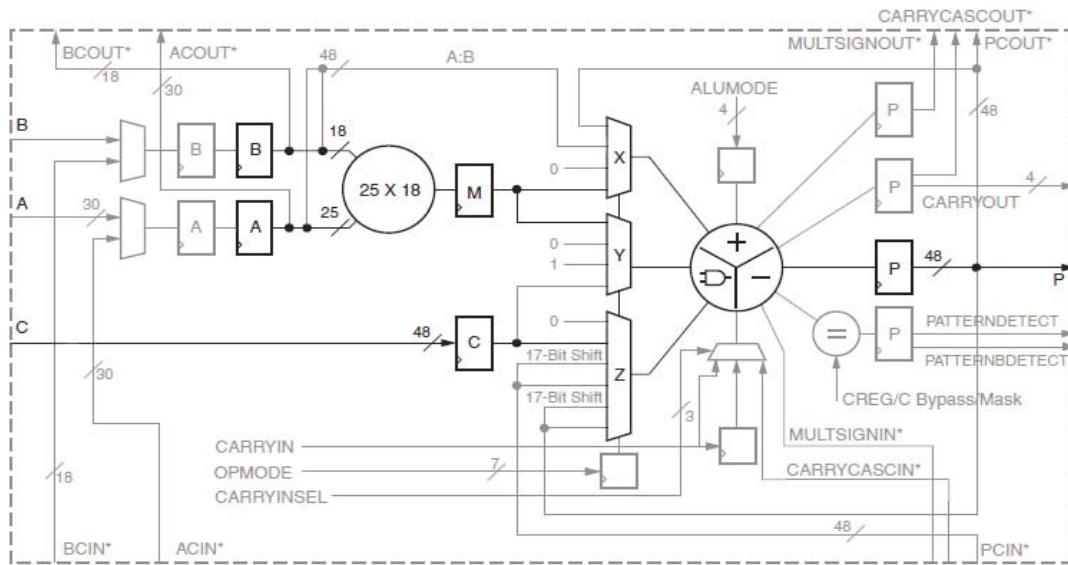 CARRYCASCOUT*
BCOUT* ACOUT* 48 A:B MULTSIGNOUT* PCOUT*
18 30 ALUMODE 48
4 P
B
B B 18 X
0
25 X 18 M P 4
A 30 25 CARRYOUT
A A Y + 
0
1 − P 48 P
C 48 C 0 = P PATTERNDETECT
17-Bit Shift PATTERNBDETECT
30 Z
17-Bit Shift CREG/C Bypass/Mask
3
CARRYIN MULTSIGNIN*
OPMODE 7 CARRYCASCIN*
18
CARRYINSEL
48
BCIN* ACIN* PCIN*